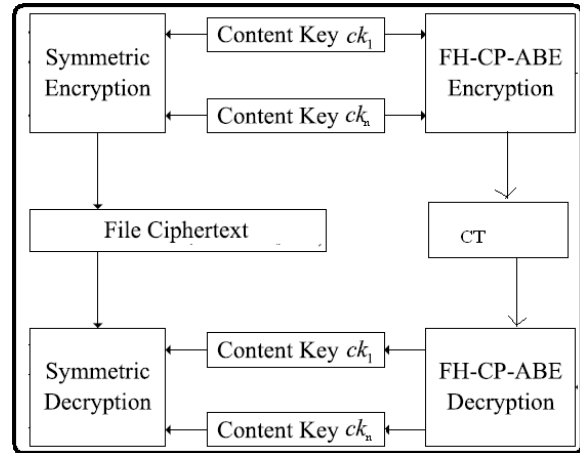 Symmetric
Encryption
Content Key ck₁
Content Key ckₙ
FH-CP-ABE
Encryption
File Ciphertext
CT
Symmetric
Decryption
Content Key ck₁
Content Key ckₙ
FH-CP-ABE
Decryption